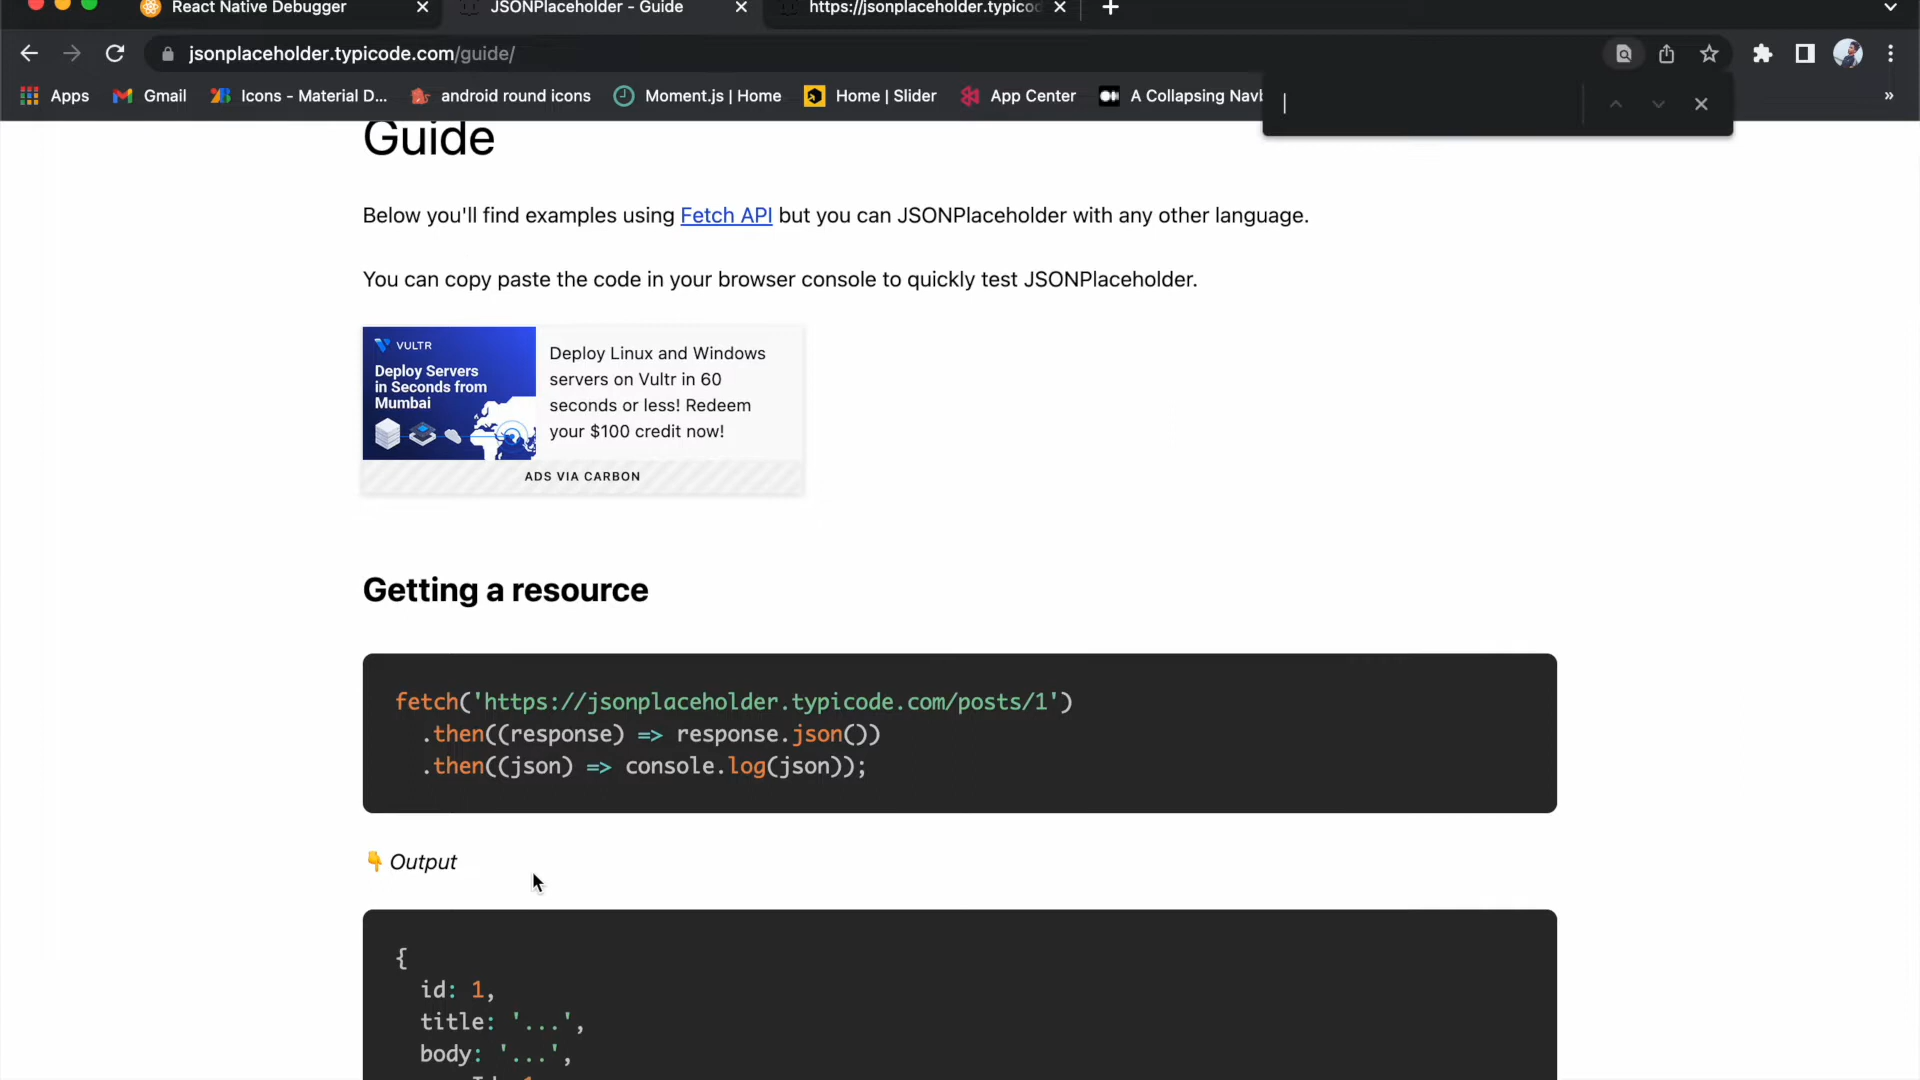 React Native Debugger
JSONPlaceholder - Guide
https://jsonplaceholder.typico
jsonplaceholder.typicode.com/guide/
Apps
Gmail
Icons - Material D...
android round icons
Moment.js | Home
Home | Slider
App Center
A Collapsing Navb
»
Guide
Below you'll find examples using Fetch API but you can JSONPlaceholder with any other language.
You can copy paste the code in your browser console to quickly test JSONPlaceholder.
VULTR
Deploy Servers
in Seconds from
Mumbai
Deploy Linux and Windows
servers on Vultr in 60
seconds or less! Redeem
your $100 credit now!
ADS VIA CARBON
Getting a resource
fetch('https://jsonplaceholder.typicode.com/posts/1')
.then((response) => response.json())
.then((json) => console.log(json));
👇 Output
{
id: 1,
title: '...',
body: '...',